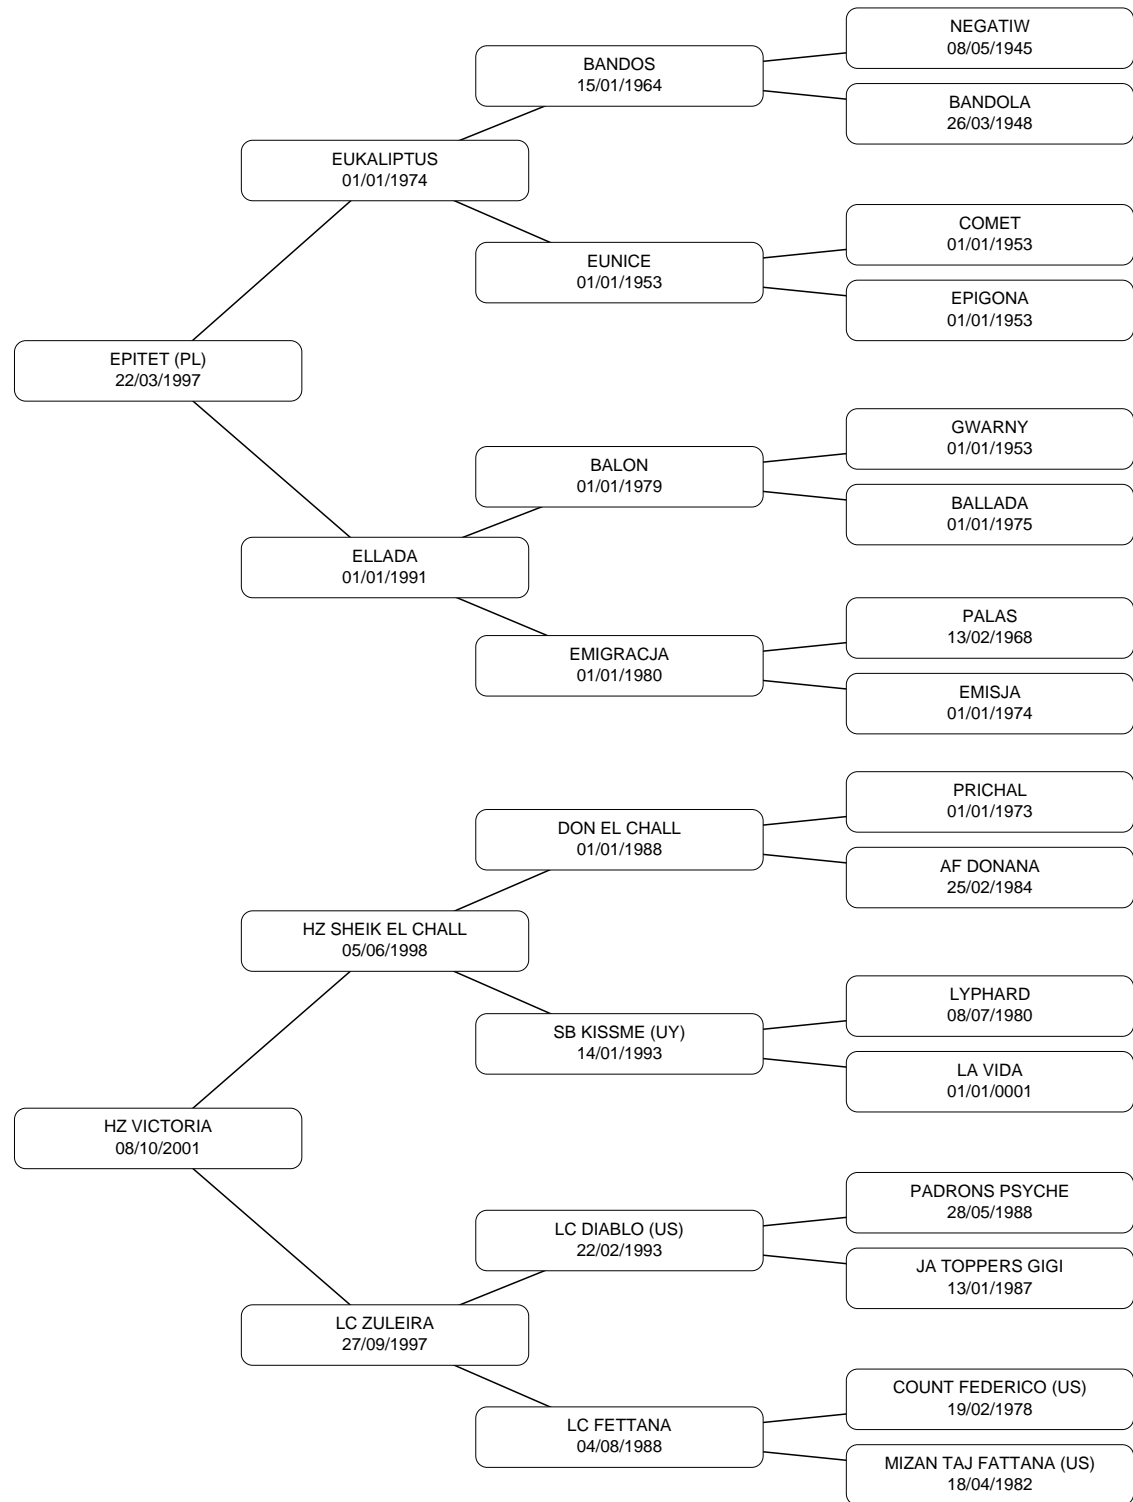 NEGATIW
08/05/1945
BANDOS
15/01/1964
BANDOLA
26/03/1948
EUKALIPTUS
01/01/1974
COMET
01/01/1953
EUNICE
01/01/1953
EPIGONA
01/01/1953
EPITET (PL)
22/03/1997
GWARNY
01/01/1953
BALON
01/01/1979
BALLADA
01/01/1975
ELLADA
01/01/1991
PALAS
13/02/1968
EMIGRACJA
01/01/1980
EMISJA
01/01/1974
PRICHAL
01/01/1973
DON EL CHALL
01/01/1988
AF DONANA
25/02/1984
HZ SHEIK EL CHALL
05/06/1998
LYPHARD
08/07/1980
SB KISSME (UY)
14/01/1993
LA VIDA
01/01/0001
HZ VICTORIA
08/10/2001
PADRONS PSYCHE
28/05/1988
LC DIABLO (US)
22/02/1993
JA TOPPERS GIGI
13/01/1987
LC ZULEIRA
27/09/1997
COUNT FEDERICO (US)
19/02/1978
LC FETTANA
04/08/1988
MIZAN TAJ FATTANA (US)
18/04/1982